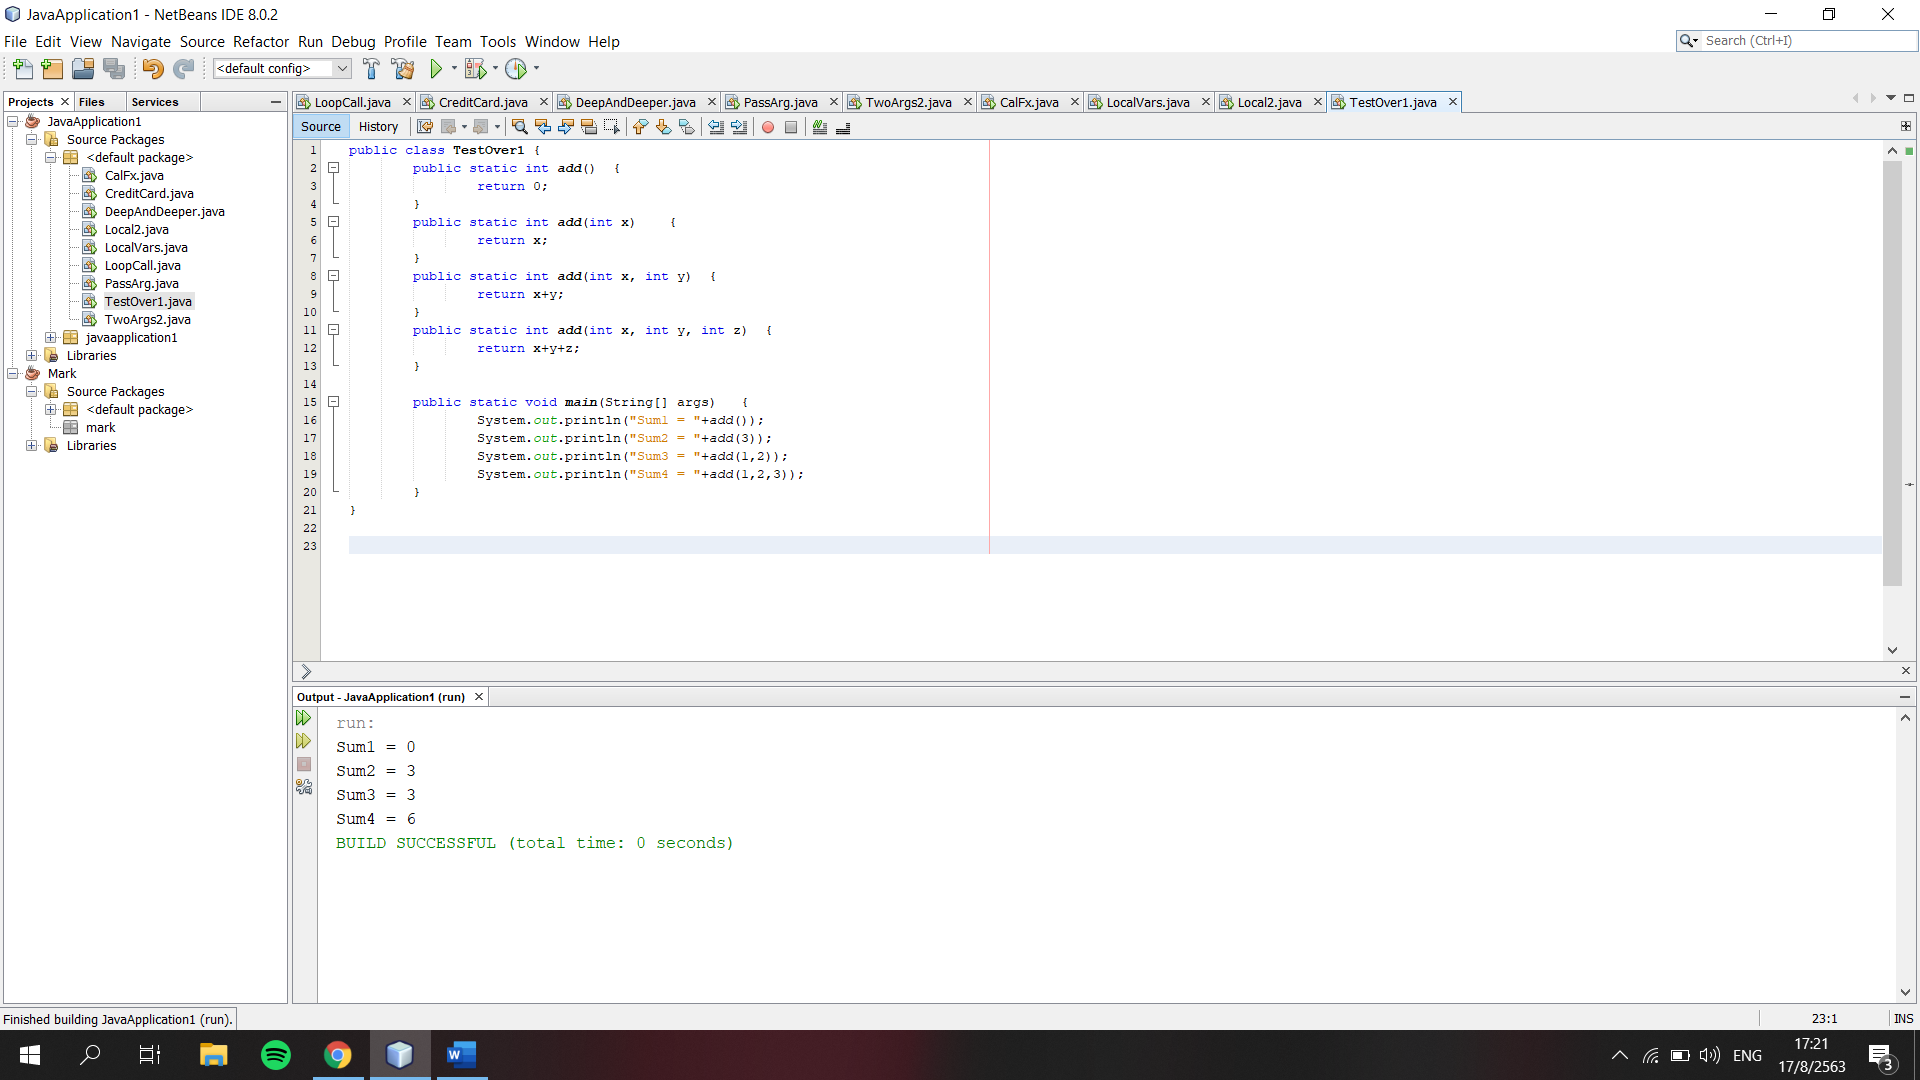 JavaApplication1 - NetBeans IDE 8.0.2
File Edit View Navigate Source Refactor Run Debug Profile Team Tools Window Help
Search (Ctrl+I)
<default config>
Projects Files Services
JavaApplication1
Source Packages
<default package>
CalFx.java
CreditCard.java
DeepAndDeeper.java
Local2.java
LocalVars.java
LoopCall.java
PassArg.java
TestOver1.java
TwoArgs2.java
javaapplication1
Libraries
Mark
Source Packages
<default package>
mark
Libraries
LoopCall.java CreditCard.java DeepAndDeeper.java PassArg.java TwoArgs2.java CalFx.java LocalVars.java Local2.java TestOver1.java
Source History
1 public class TestOver1 {
2 public static int add() {
3 return 0;
4 }
5 public static int add(int x) {
6 return x;
7 }
8 public static int add(int x, int y) {
9 return x+y;
10 }
11 public static int add(int x, int y, int z) {
12 return x+y+z;
13 }
14
15 public static void main(String[] args) {
16 System.out.println("Sum1 = "+add());
17 System.out.println("Sum2 = "+add(3));
18 System.out.println("Sum3 = "+add(1,2));
19 System.out.println("Sum4 = "+add(1,2,3));
20 }
21 }
22
23
Output - JavaApplication1 (run)
run:
Sum1 = 0
Sum2 = 3
Sum3 = 3
Sum4 = 6
BUILD SUCCESSFUL (total time: 0 seconds)
Finished building JavaApplication1 (run).
23:1 INS
ENG
17:21
17/8/2563
3